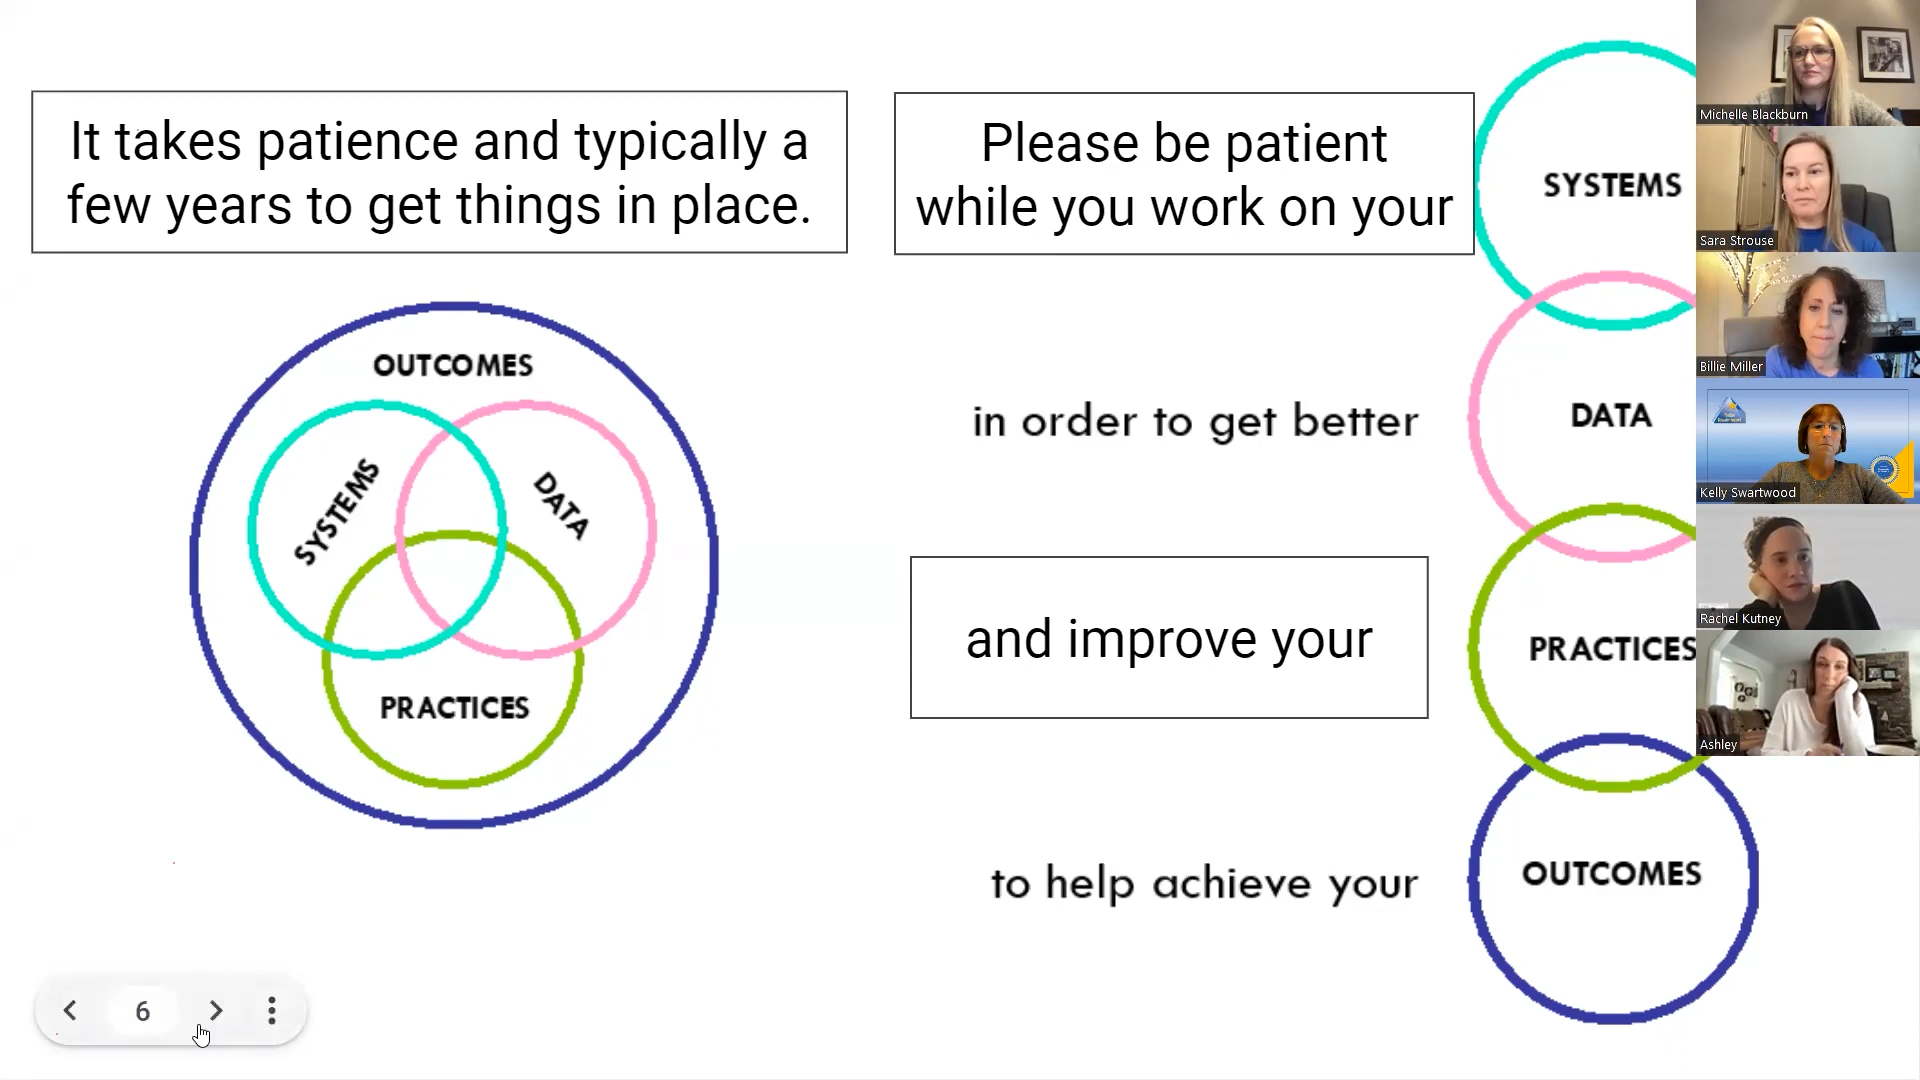 It takes patience and typically a
few years to get things in place.
OUTCOMES
SYSTEMS
DATA
PRACTICES
Please be patient
while you work on your
SYSTEMS
in order to get better
DATA
and improve your
PRACTICES
to help achieve your
OUTCOMES
6
Michelle Blackburn
Sara Strouse
Billie Miller
Kelly Swartwood
Rachel Kutney
Ashley